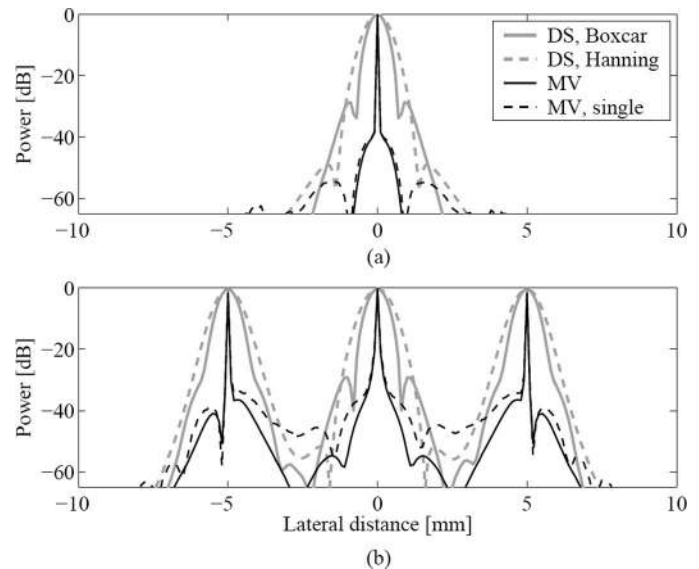 0
−20
−40
−60
Power [dB]
DS, Boxcar
DS, Hanning
MV
MV, single
−10
−5
0
5
10
(a)
0
−20
−40
−60
Power [dB]
−10
−5
0
5
10
Lateral distance [mm]
(b)